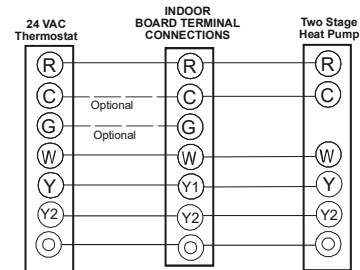 24 VAC
Thermostat
INDOOR
BOARD TERMINAL
CONNECTIONS
Two Stage
Heat Pump
R R R
C Optional C C
G Optional G
W W W
Y Y1 Y
Y2 Y2 Y2
O O O